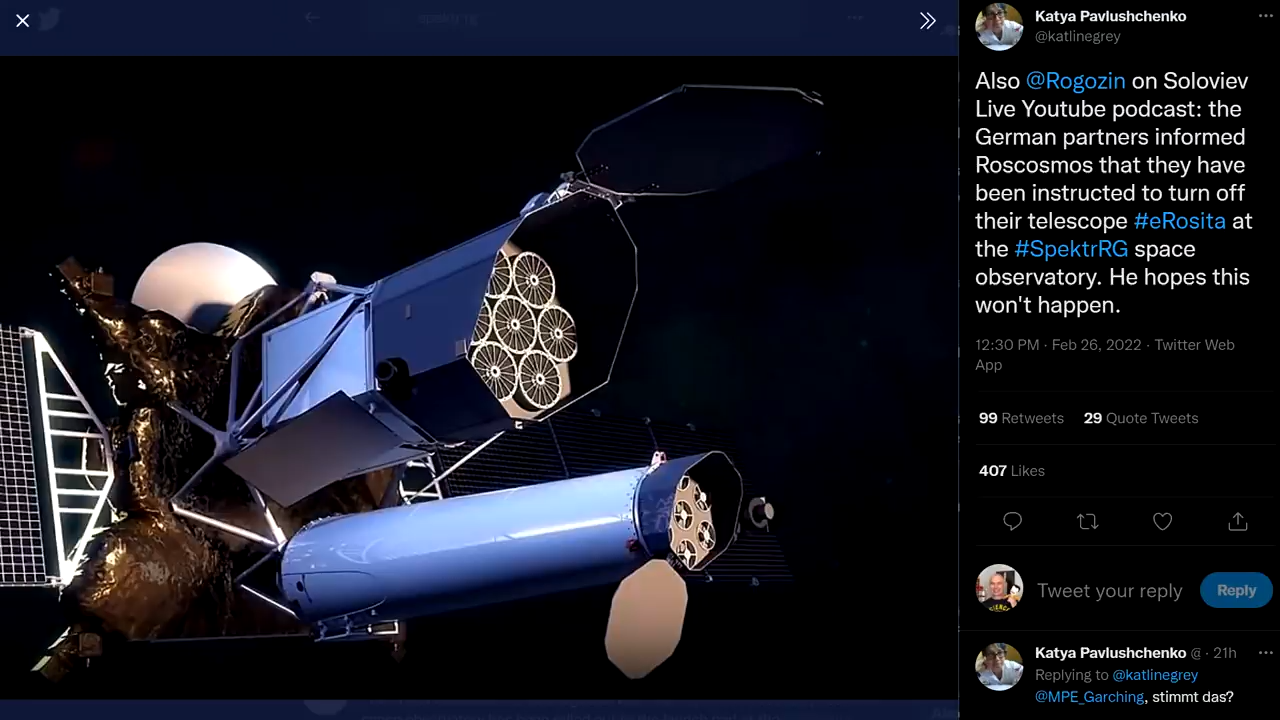 Katya Pavlushchenko
@katlinegrey
Also @Rogozin on Soloviev
Live Youtube podcast: the
German partners informed
Roscosmos that they have
been instructed to turn off
their telescope #eRosita at
the #SpektrRG space
observatory. He hopes this
won't happen.
12:30 PM · Feb 26, 2022 · Twitter Web
App
99 Retweets 29 Quote Tweets
407 Likes
Tweet your reply Reply
Katya Pavlushchenko @ · 21h
Replying to @katlinegrey
@MPE_Garching, stimmt das?